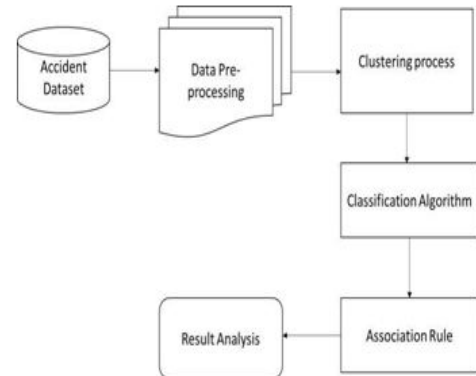 Accident
Dataset
Data Pre-
processing
Clustering process
Classification Algorithm
Association Rule
Result Analysis